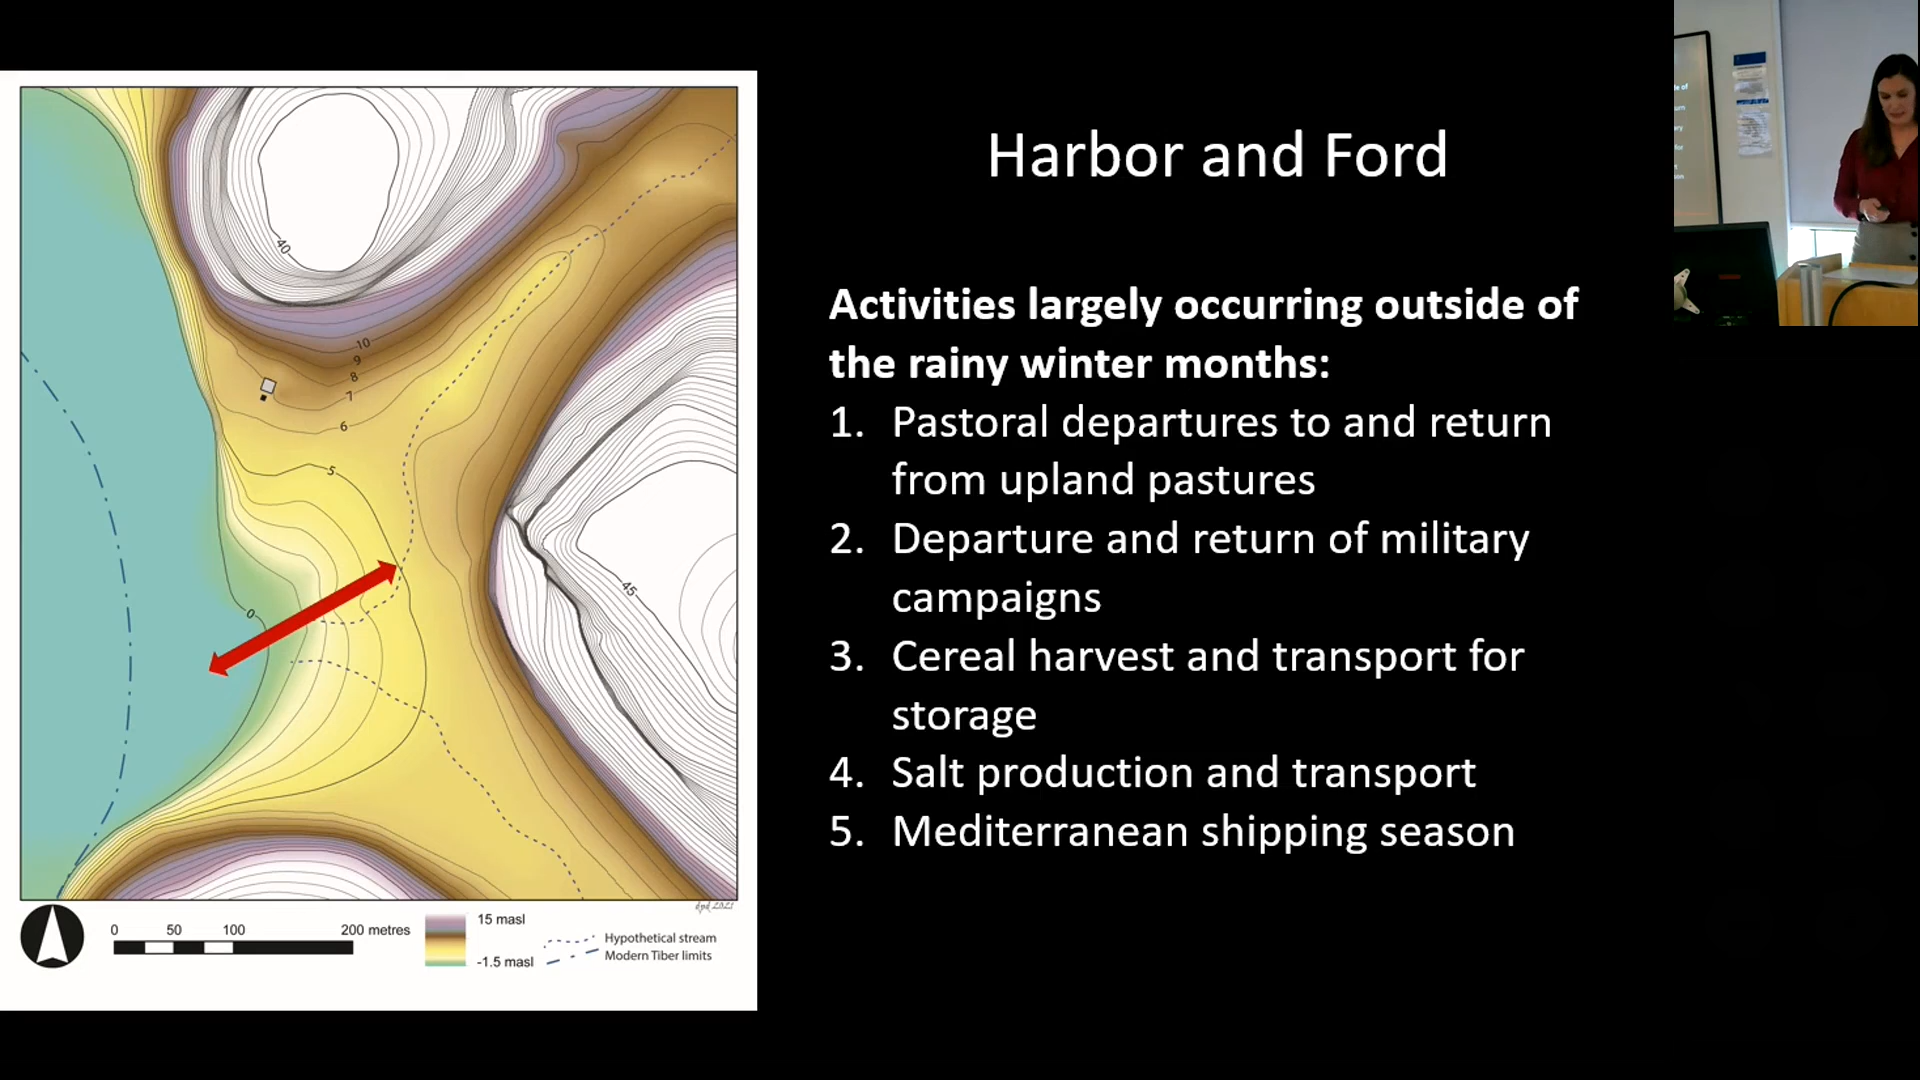 Harbor and Ford
Activities largely occurring outside of
the rainy winter months:
1. Pastoral departures to and return
from upland pastures
2. Departure and return of military
campaigns
3. Cereal harvest and transport for
storage
4. Salt production and transport
5. Mediterranean shipping season
40
10
9
8
7
6
5
0
45
dpd 2021
0 50 100 200 metres
15 masl
-1.5 masl
Hypothetical stream
Modern Tiber limits